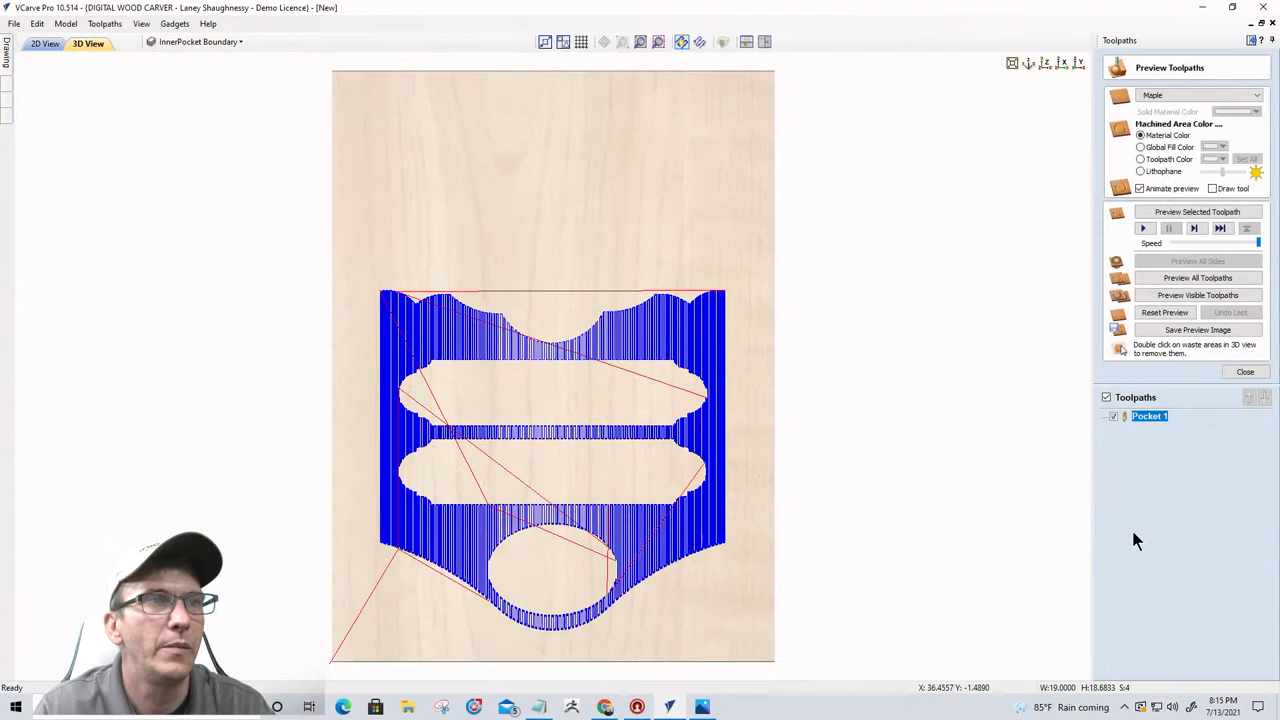 VCarve Pro 10.514 - (DIGITAL WOOD CARVER - Laney Shaughnessy - Demo Licence) - [New]
File Edit Model Toolpaths View Gadgets Help
2D View 3D View InnerPocket Boundary
Drawing
Toolpaths
Preview Toolpaths
Maple
Solid Material Color
Machined Area Color ....
Material Color
Global Fill Color
Toolpath Color Set All
Lithophane
Animate preview Draw tool
Preview Selected Toolpath
Speed
Preview All Sides
Preview All Toolpaths
Preview Visible Toolpaths
Reset Preview Undo Last
Save Preview Image
Double click on waste areas in 3D view
to remove them.
Close
Toolpaths
Pocket 1
Ready
X: 36.4557 Y: -1.4890 W:19.0000 H:18.6833 S:4
85°F Raining coming
8:15 PM
7/13/2021